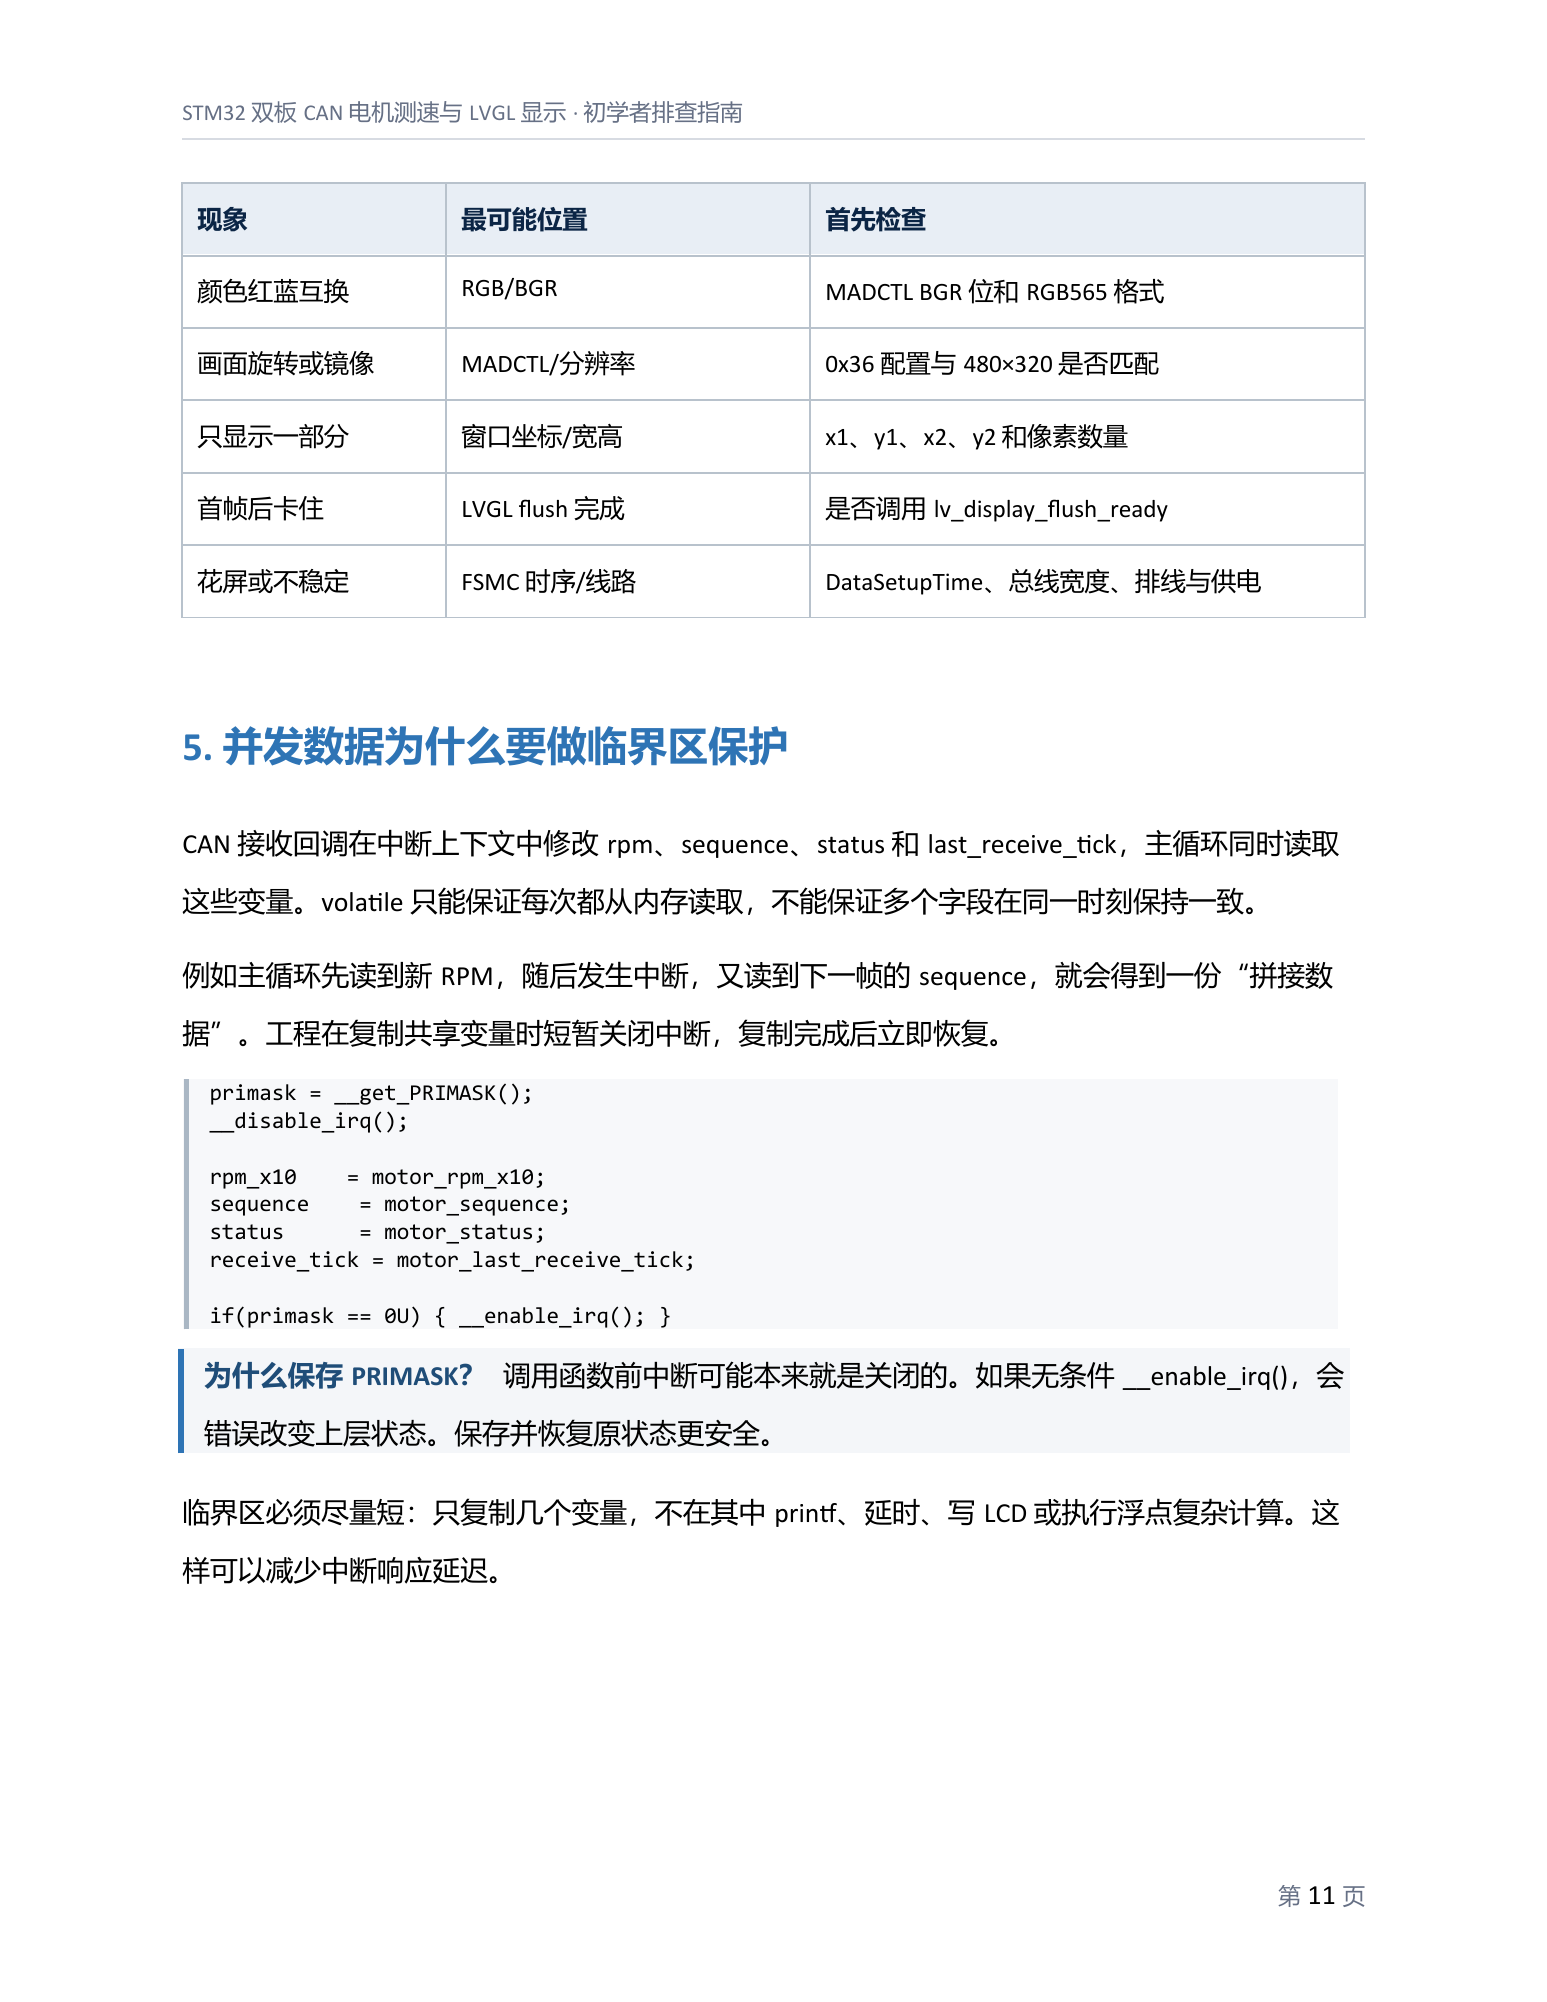 STM32 双板 CAN 电机测速与 LVGL 显示 · 初学者排查指南
现象 最可能位置 首先检查
颜色红蓝互换 RGB/BGR MADCTL BGR 位和 RGB565 格式
画面旋转或镜像 MADCTL/分辨率 0x36 配置与 480×320 是否匹配
只显示一部分 窗口坐标/宽高 x1、y1、x2、y2 和像素数量
首帧后卡住 LVGL flush 完成 是否调用 lv_display_flush_ready
花屏或不稳定 FSMC 时序/线路 DataSetupTime、总线宽度、排线与供电
5. 并发数据为什么要做临界区保护
CAN 接收回调在中断上下文中修改 rpm、sequence、status 和 last_receive_tick，主循环同时读取
这些变量。volatile 只能保证每次都从内存读取，不能保证多个字段在同一时刻保持一致。
例如主循环先读到新 RPM，随后发生中断，又读到下一帧的 sequence，就会得到一份“拼接数
据”。工程在复制共享变量时短暂关闭中断，复制完成后立即恢复。
primask = __get_PRIMASK();
__disable_irq();
rpm_x10    = motor_rpm_x10;
sequence    = motor_sequence;
status      = motor_status;
receive_tick = motor_last_receive_tick;
if(primask == 0U) { __enable_irq(); }
为什么保存 PRIMASK？ 调用函数前中断可能本来就是关闭的。如果无条件 __enable_irq()，会
错误改变上层状态。保存并恢复原状态更安全。
临界区必须尽量短：只复制几个变量，不在其中 printf、延时、写 LCD 或执行浮点复杂计算。这
样可以减少中断响应延迟。
第 11 页